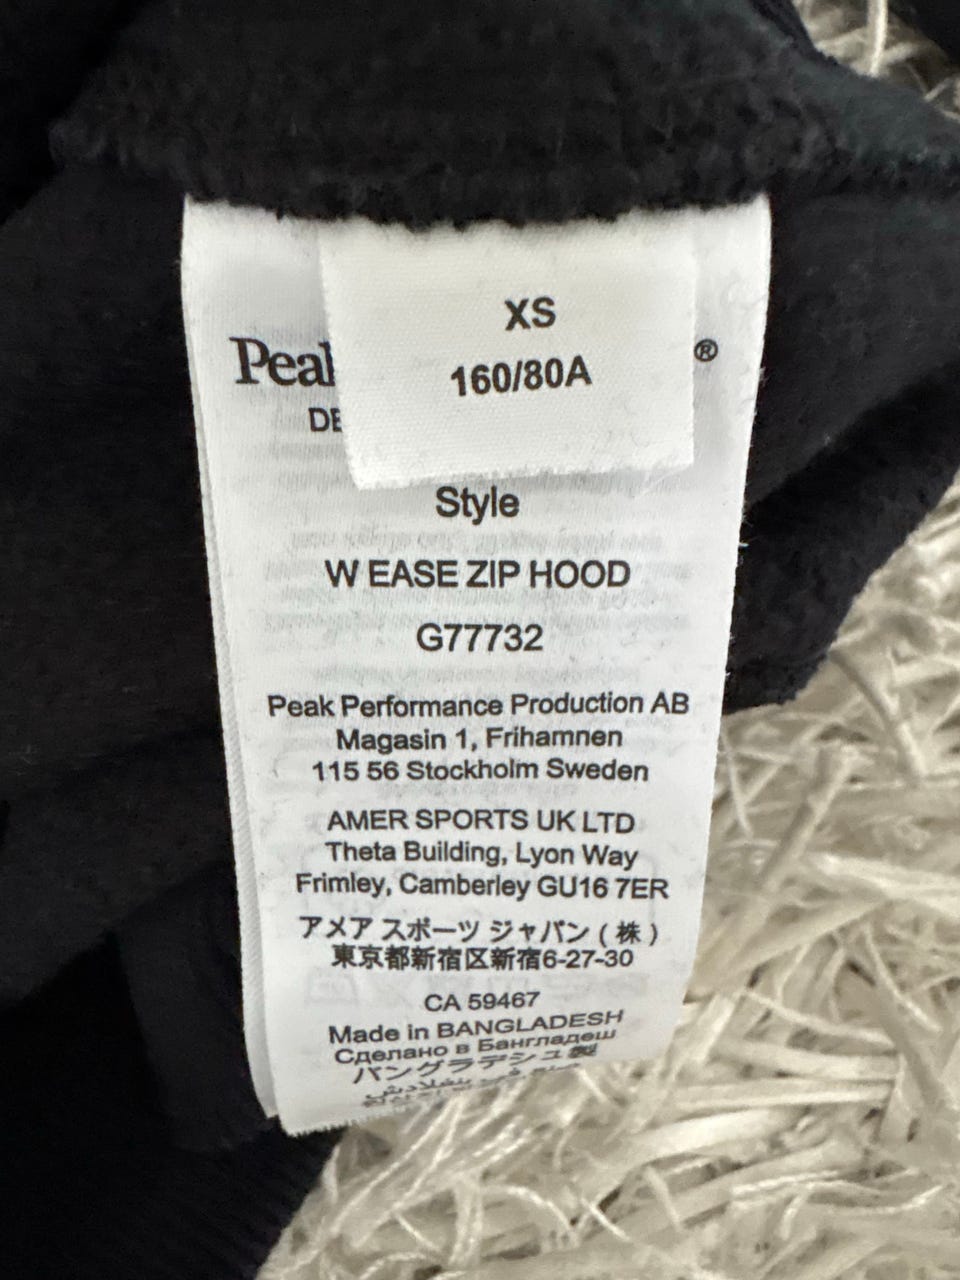 XS
160/80A
Peak
®
DE
Style
W EASE ZIP HOOD
G77732
Peak Performance Production AB
Magasin 1, Frihamnen
115 56 Stockholm Sweden
AMER SPORTS UK LTD
Theta Building, Lyon Way
Frimley, Camberley GU16 7ER
アメア スポーツ ジャパン ( 株 )
東京都新宿区新宿6-27-30
CA 59467
Made in BANGLADESH
Сделано в Бангладеш
バングラデシュ製